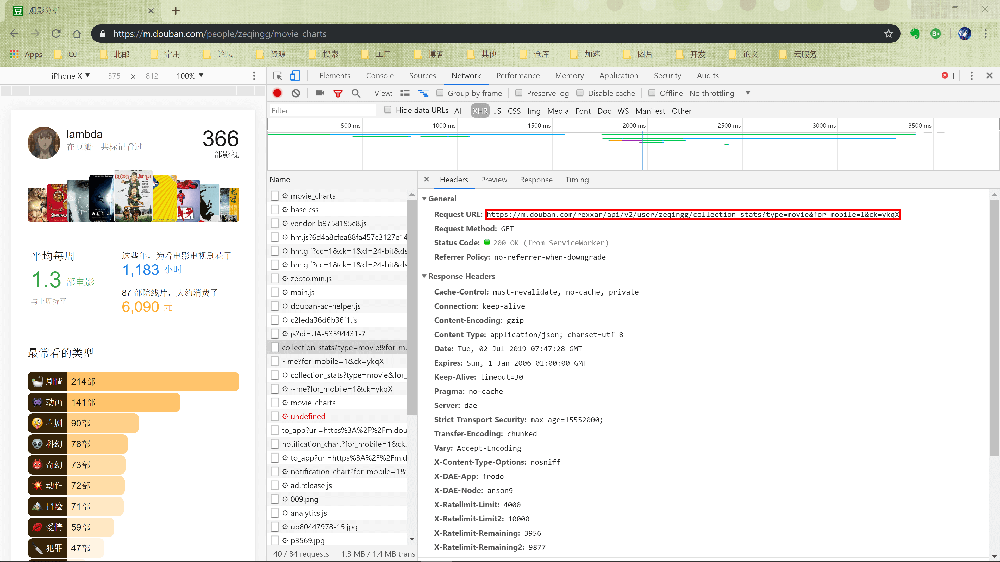 观影分析
https://m.douban.com/people/zeqingg/movie_charts
Apps OJ 北邮 常用 论坛 资源 搜索 工口 博客 其他 仓库 加速 图片 开发 论文 云服务
iPhone X ▼ 375 × 812 100% ▼
Elements Console Sources Network Performance Memory Application Security Audits 1
View: Group by frame Preserve log Disable cache Offline No throttling ▼
Filter Hide data URLs All XHR JS CSS Img Media Font Doc WS Manifest Other
500 ms 1000 ms 1500 ms 2000 ms 2500 ms 3000 ms 3500 ms
lambda
在豆瓣一共标记看过
366
部影视
La Gran Juerga
地心引力
平均每周
1.3 部电影
与上周持平
这些年，为看电影电视剧花了
1,183 小时
87 部院线片，大约消费了
6,090 元
最常看的类型
剧情 214部
动画 141部
喜剧 90部
科幻 76部
奇幻 73部
动作 72部
冒险 71部
爱情 59部
犯罪 47部
Name
movie_charts
base.css
vendor-b9758195c8.js
hm.js?6d4a8cfea88fa457c3127e14
hm.gif?cc=1&ck=1&cl=24-bit&ds
hm.gif?cc=1&ck=1&cl=24-bit&ds
zepto.min.js
main.js
douban-ad-helper.js
c2feda36d6b36f1.js
js?id=UA-53594431-7
collection_stats?type=movie&for_m.
~me?for_mobile=1&ck=ykqX
collection_stats?type=movie&for_
~me?for_mobile=1&ck=ykqX
movie_charts
undefined
to_app?url=https%3A%2F%2Fm.dou
notification_chart?for_mobile=1&ck.
to_app?url=https%3A%2F%2Fm.d
notification_chart?for_mobile=1&
ad.release.js
009.png
analytics.js
up80447978-15.jpg
p3569.jpg
40 / 84 requests 1.3 MB / 1.4 MB trans
Headers Preview Response Timing
General
Request URL: https://m.douban.com/rexxar/api/v2/user/zeqingg/collection_stats?type=movie&for_mobile=1&ck=ykqX
Request Method: GET
Status Code: 200 OK (from ServiceWorker)
Referrer Policy: no-referrer-when-downgrade
Response Headers
Cache-Control: must-revalidate, no-cache, private
Connection: keep-alive
Content-Encoding: gzip
Content-Type: application/json; charset=utf-8
Date: Tue, 02 Jul 2019 07:47:28 GMT
Expires: Sun, 1 Jan 2006 01:00:00 GMT
Keep-Alive: timeout=30
Pragma: no-cache
Server: dae
Strict-Transport-Security: max-age=15552000;
Transfer-Encoding: chunked
Vary: Accept-Encoding
X-Content-Type-Options: nosniff
X-DAE-App: frodo
X-DAE-Node: anson9
X-Ratelimit-Limit: 4000
X-Ratelimit-Limit2: 10000
X-Ratelimit-Remaining: 3956
X-Ratelimit-Remaining2: 9877